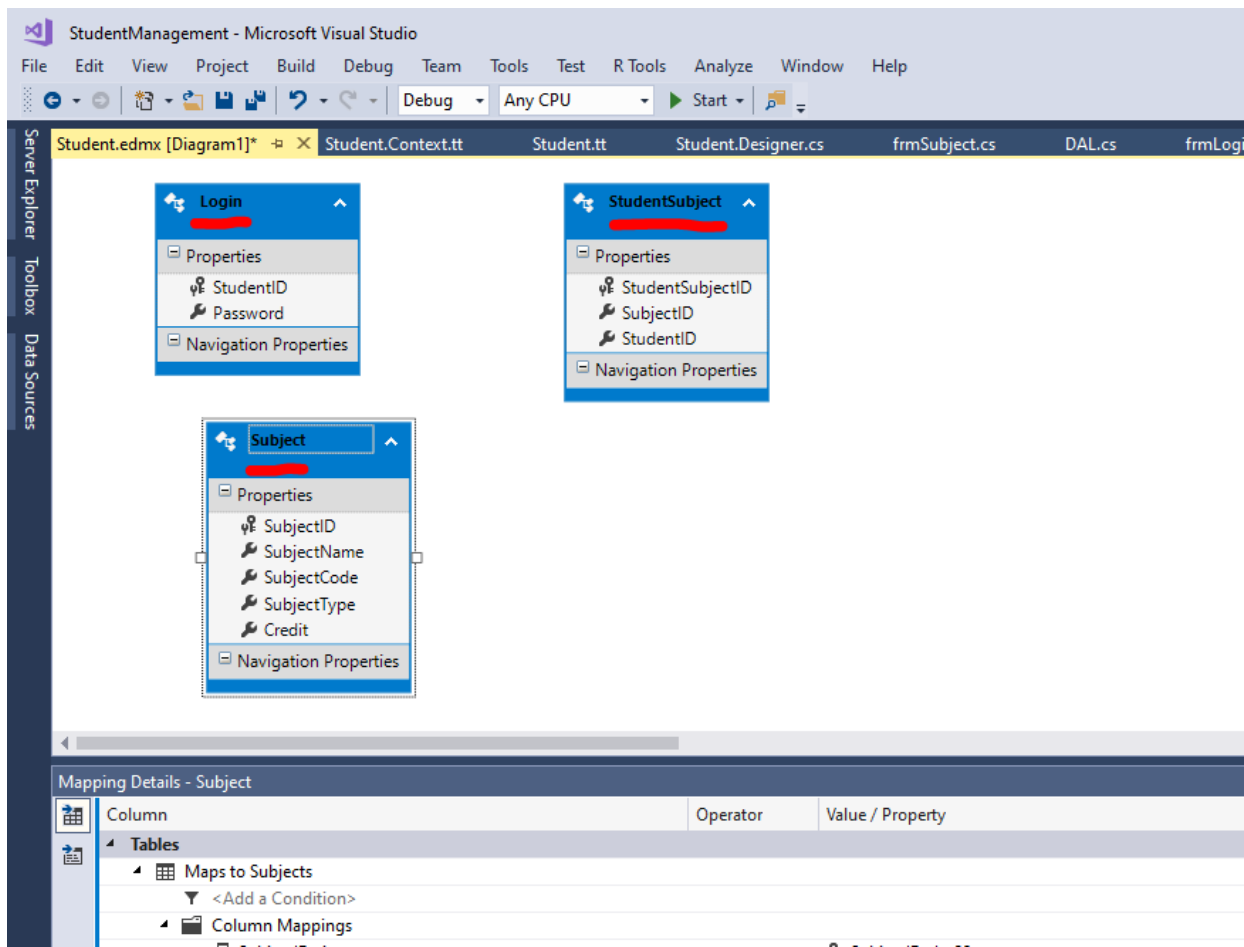 StudentManagement - Microsoft Visual Studio
File Edit View Project Build Debug Team Tools Test R Tools Analyze Window Help
Debug Any CPU Start
Server Explorer
Toolbox
Data Sources
Student.edmx [Diagram1]* Student.Context.tt Student.tt Student.Designer.cs frmSubject.cs DAL.cs frmLogi
Login
Properties
StudentID
Password
Navigation Properties
StudentSubject
Properties
StudentSubjectID
SubjectID
StudentID
Navigation Properties
Subject
Properties
SubjectID
SubjectName
SubjectCode
SubjectType
Credit
Navigation Properties
Mapping Details - Subject
Column Operator Value / Property
Tables
Maps to Subjects
<Add a Condition>
Column Mappings